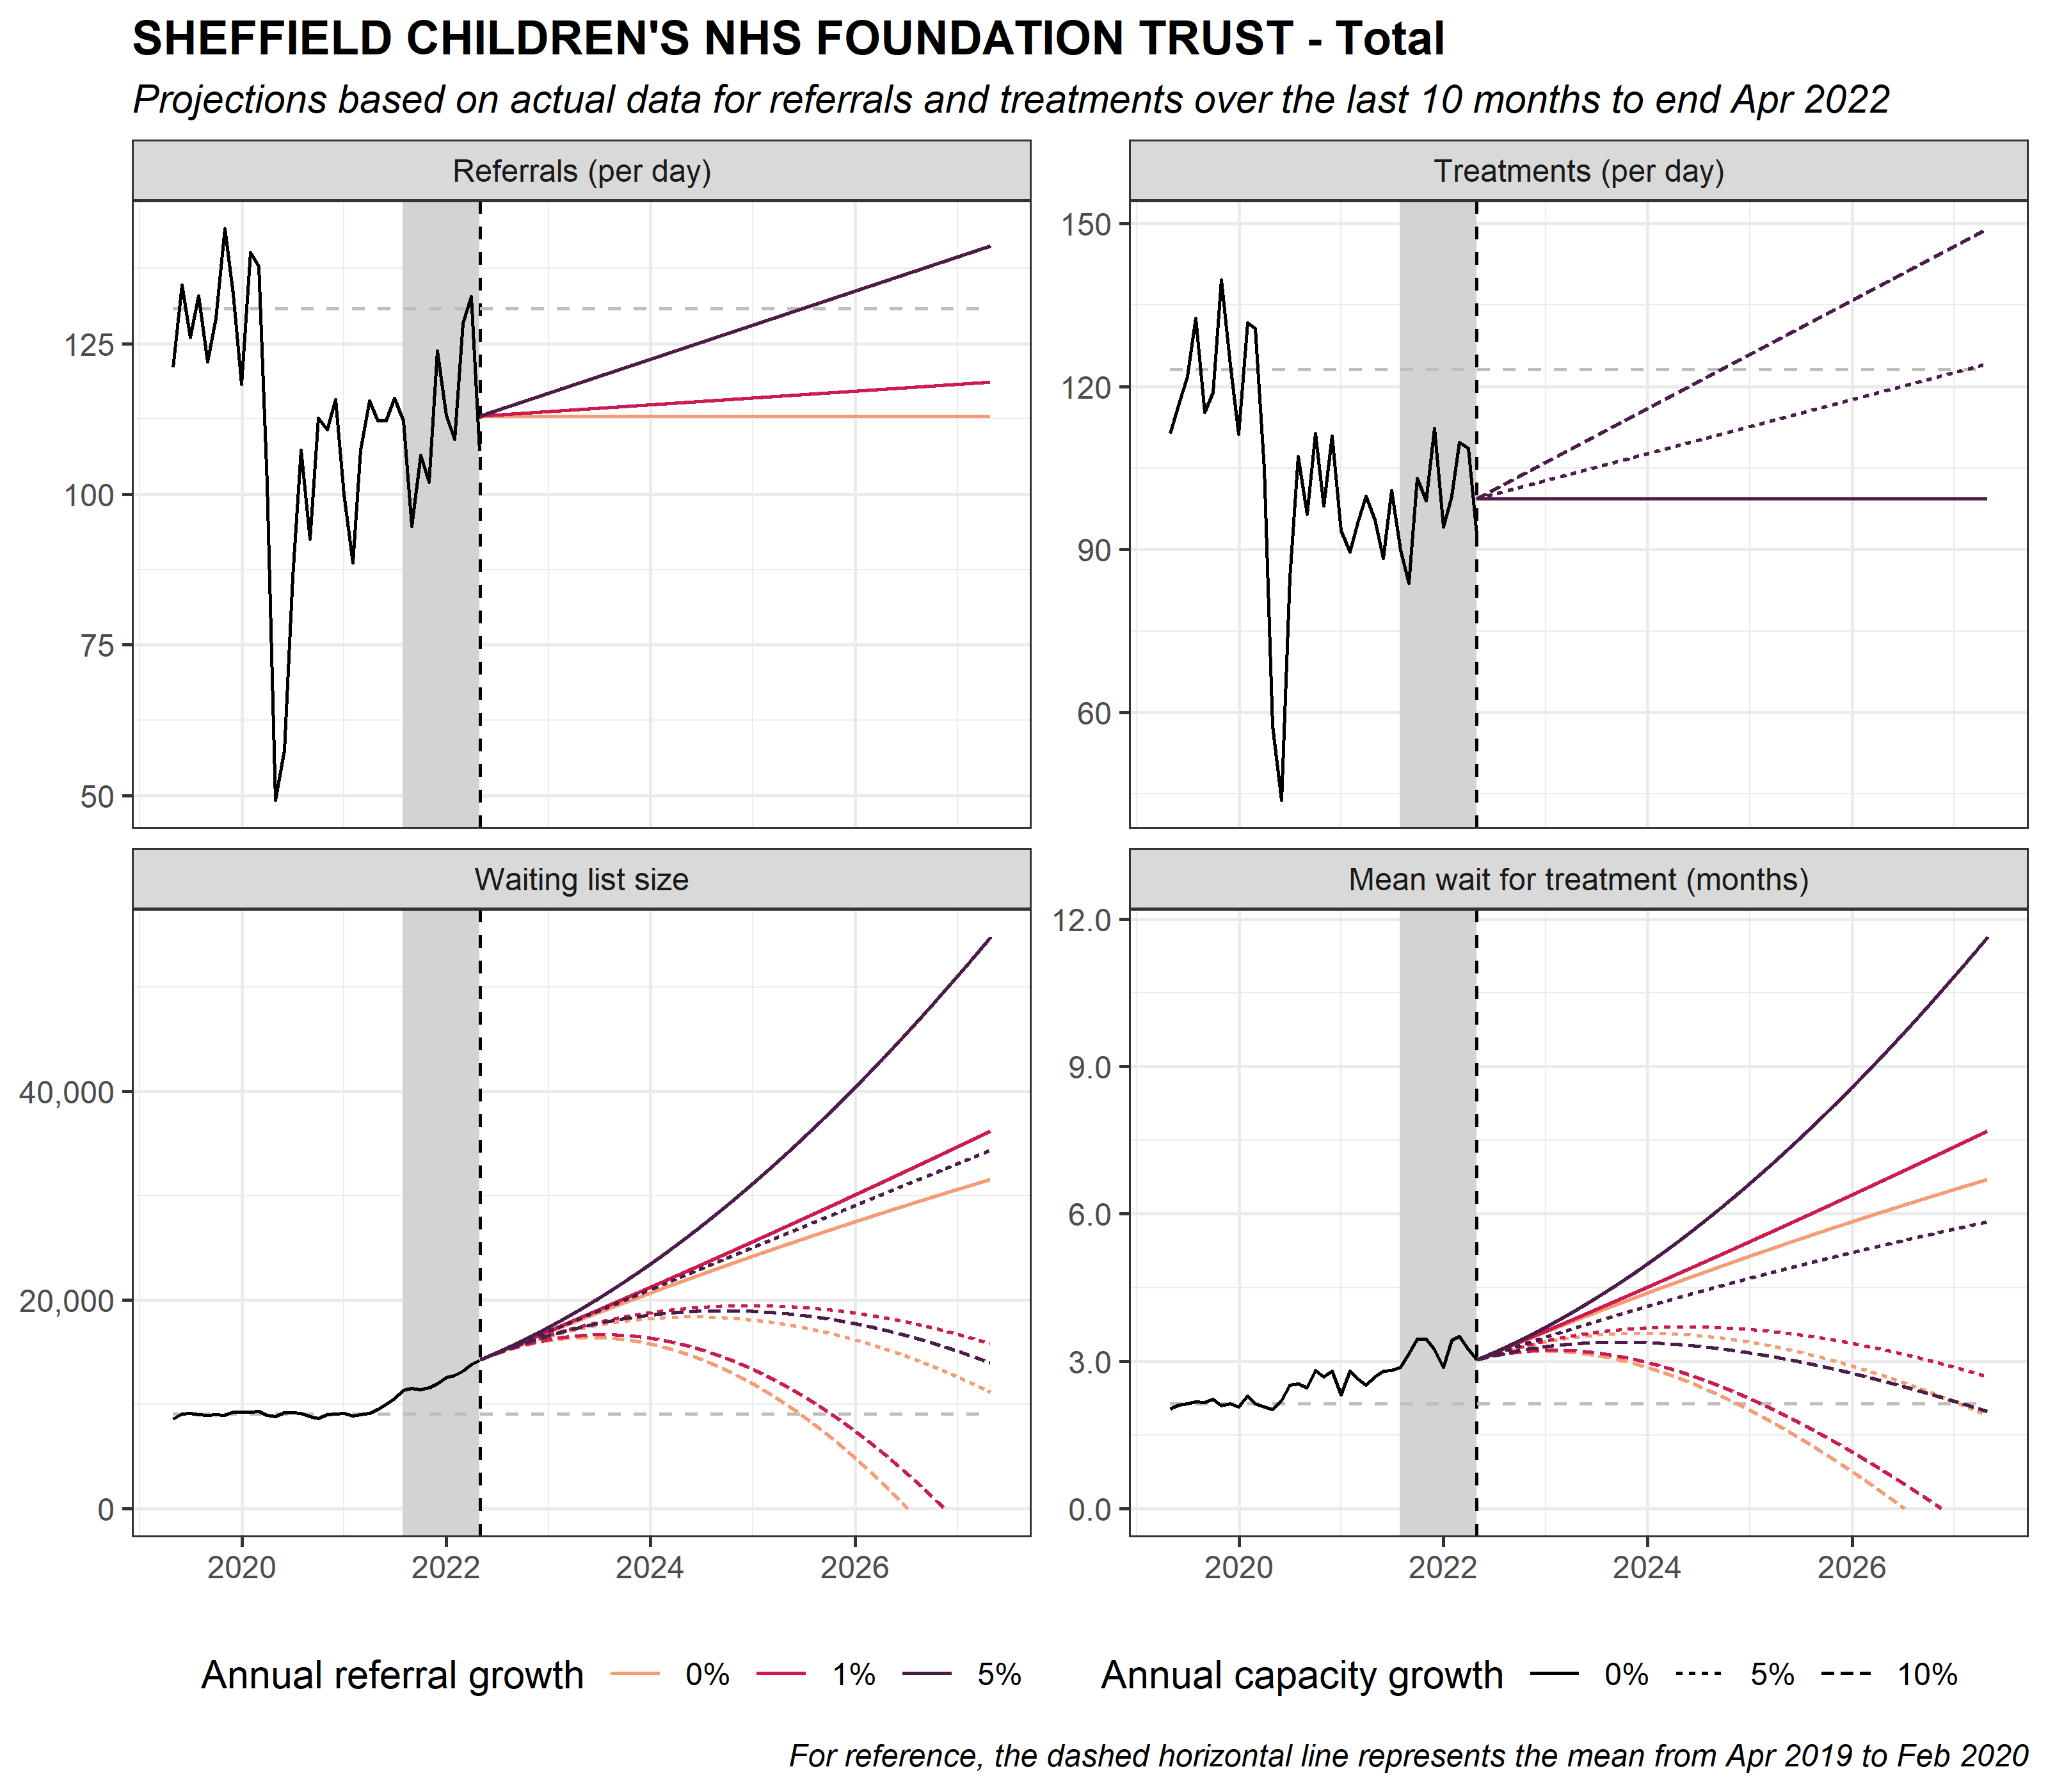 SHEFFIELD CHILDREN'S NHS FOUNDATION TRUST - Total
Projections based on actual data for referrals and treatments over the last 10 months to end Apr 2022
Referrals (per day)
125
100
75
50
Treatments (per day)
150
120
90
60
Waiting list size
40,000
20,000
0
2020 2022 2024 2026
Mean wait for treatment (months)
12.0
9.0
6.0
3.0
0.0
2020 2022 2024 2026
Annual referral growth 0% 1% 5%
Annual capacity growth 0% 5% 10%
For reference, the dashed horizontal line represents the mean from Apr 2019 to Feb 2020